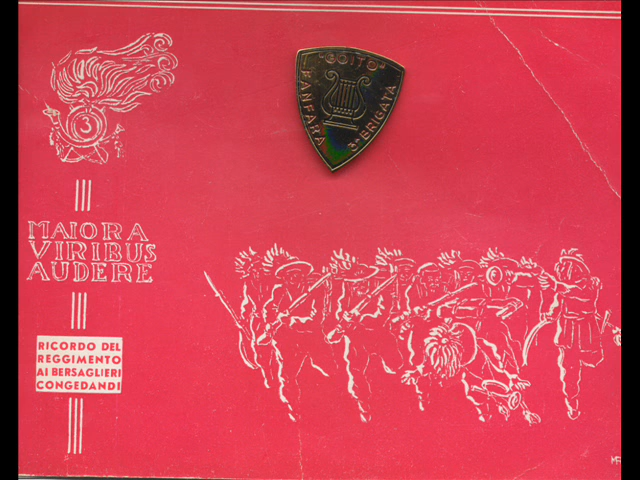 "GOITO"
FANFARA
3ª BRIGATA
3
MAIORA
VIRIBUS
AUDERE
RICORDO DEL
REGGIMENTO
AI BERSAGLIERI
CONGEDANDI